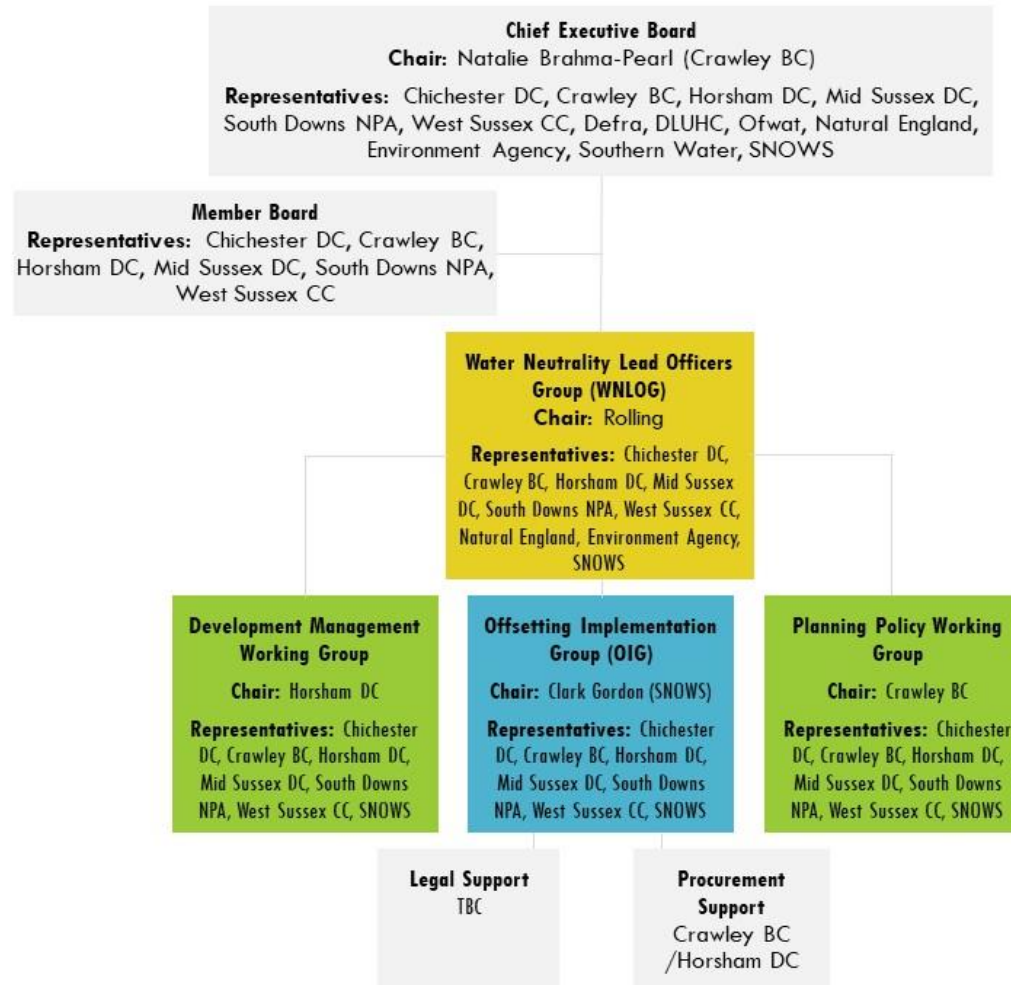 Chief Executive Board
Chair: Natalie Brahma-Pearl (Crawley BC)
Representatives: Chichester DC, Crawley BC, Horsham DC, Mid Sussex DC,
South Downs NPA, West Sussex CC, Defra, DLUHC, Ofwat, Natural England,
Environment Agency, Southern Water, SNOWS
Member Board
Representatives: Chichester DC, Crawley BC,
Horsham DC, Mid Sussex DC, South Downs NPA,
West Sussex CC
Water Neutrality Lead Officers
Group (WNLOG)
Chair: Rolling
Representatives: Chichester DC,
Crawley BC, Horsham DC, Mid Sussex
DC, South Downs NPA, West Sussex CC,
Natural England, Environment Agency,
SNOWS
Development Management
Working Group
Chair: Horsham DC
Representatives: Chichester
DC, Crawley BC, Horsham DC,
Mid Sussex DC, South Downs
NPA, West Sussex CC, SNOWS
Offsetting Implementation
Group (OIG)
Chair: Clark Gordon (SNOWS)
Representatives: Chichester
DC, Crawley BC, Horsham DC,
Mid Sussex DC, South Downs
NPA, West Sussex CC, SNOWS
Planning Policy Working
Group
Chair: Crawley BC
Representatives: Chichester
DC, Crawley BC, Horsham DC,
Mid Sussex DC, South Downs
NPA, West Sussex CC, SNOWS
Legal Support
TBC
Procurement
Support
Crawley BC
/Horsham DC